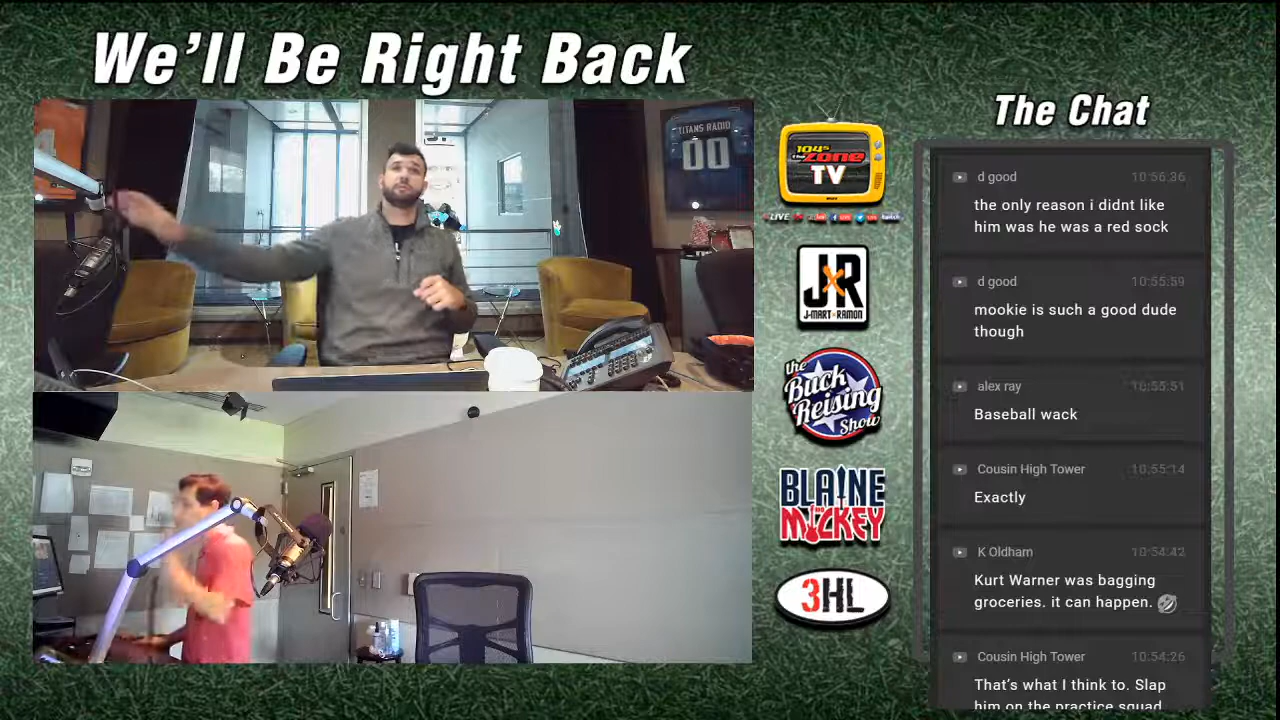 We'll Be Right Back
TITANS RADIO
00
104.5
the ZONE
TV
LIVE
JxR
J-MART x RAMON
the
Buck
Reising
Show
BLAINE
and
MICKEY
3HL
The Chat
d good 10:56:36
the only reason i didnt like
him was he was a red sock
d good 10:55:59
mookie is such a good dude
though
alex ray 10:55:51
Baseball wack
Cousin High Tower 10:55:14
Exactly
K Oldham 10:54:42
Kurt Warner was bagging
groceries. it can happen.
Cousin High Tower 10:54:26
That's what I think to. Slap
him on the practice squad